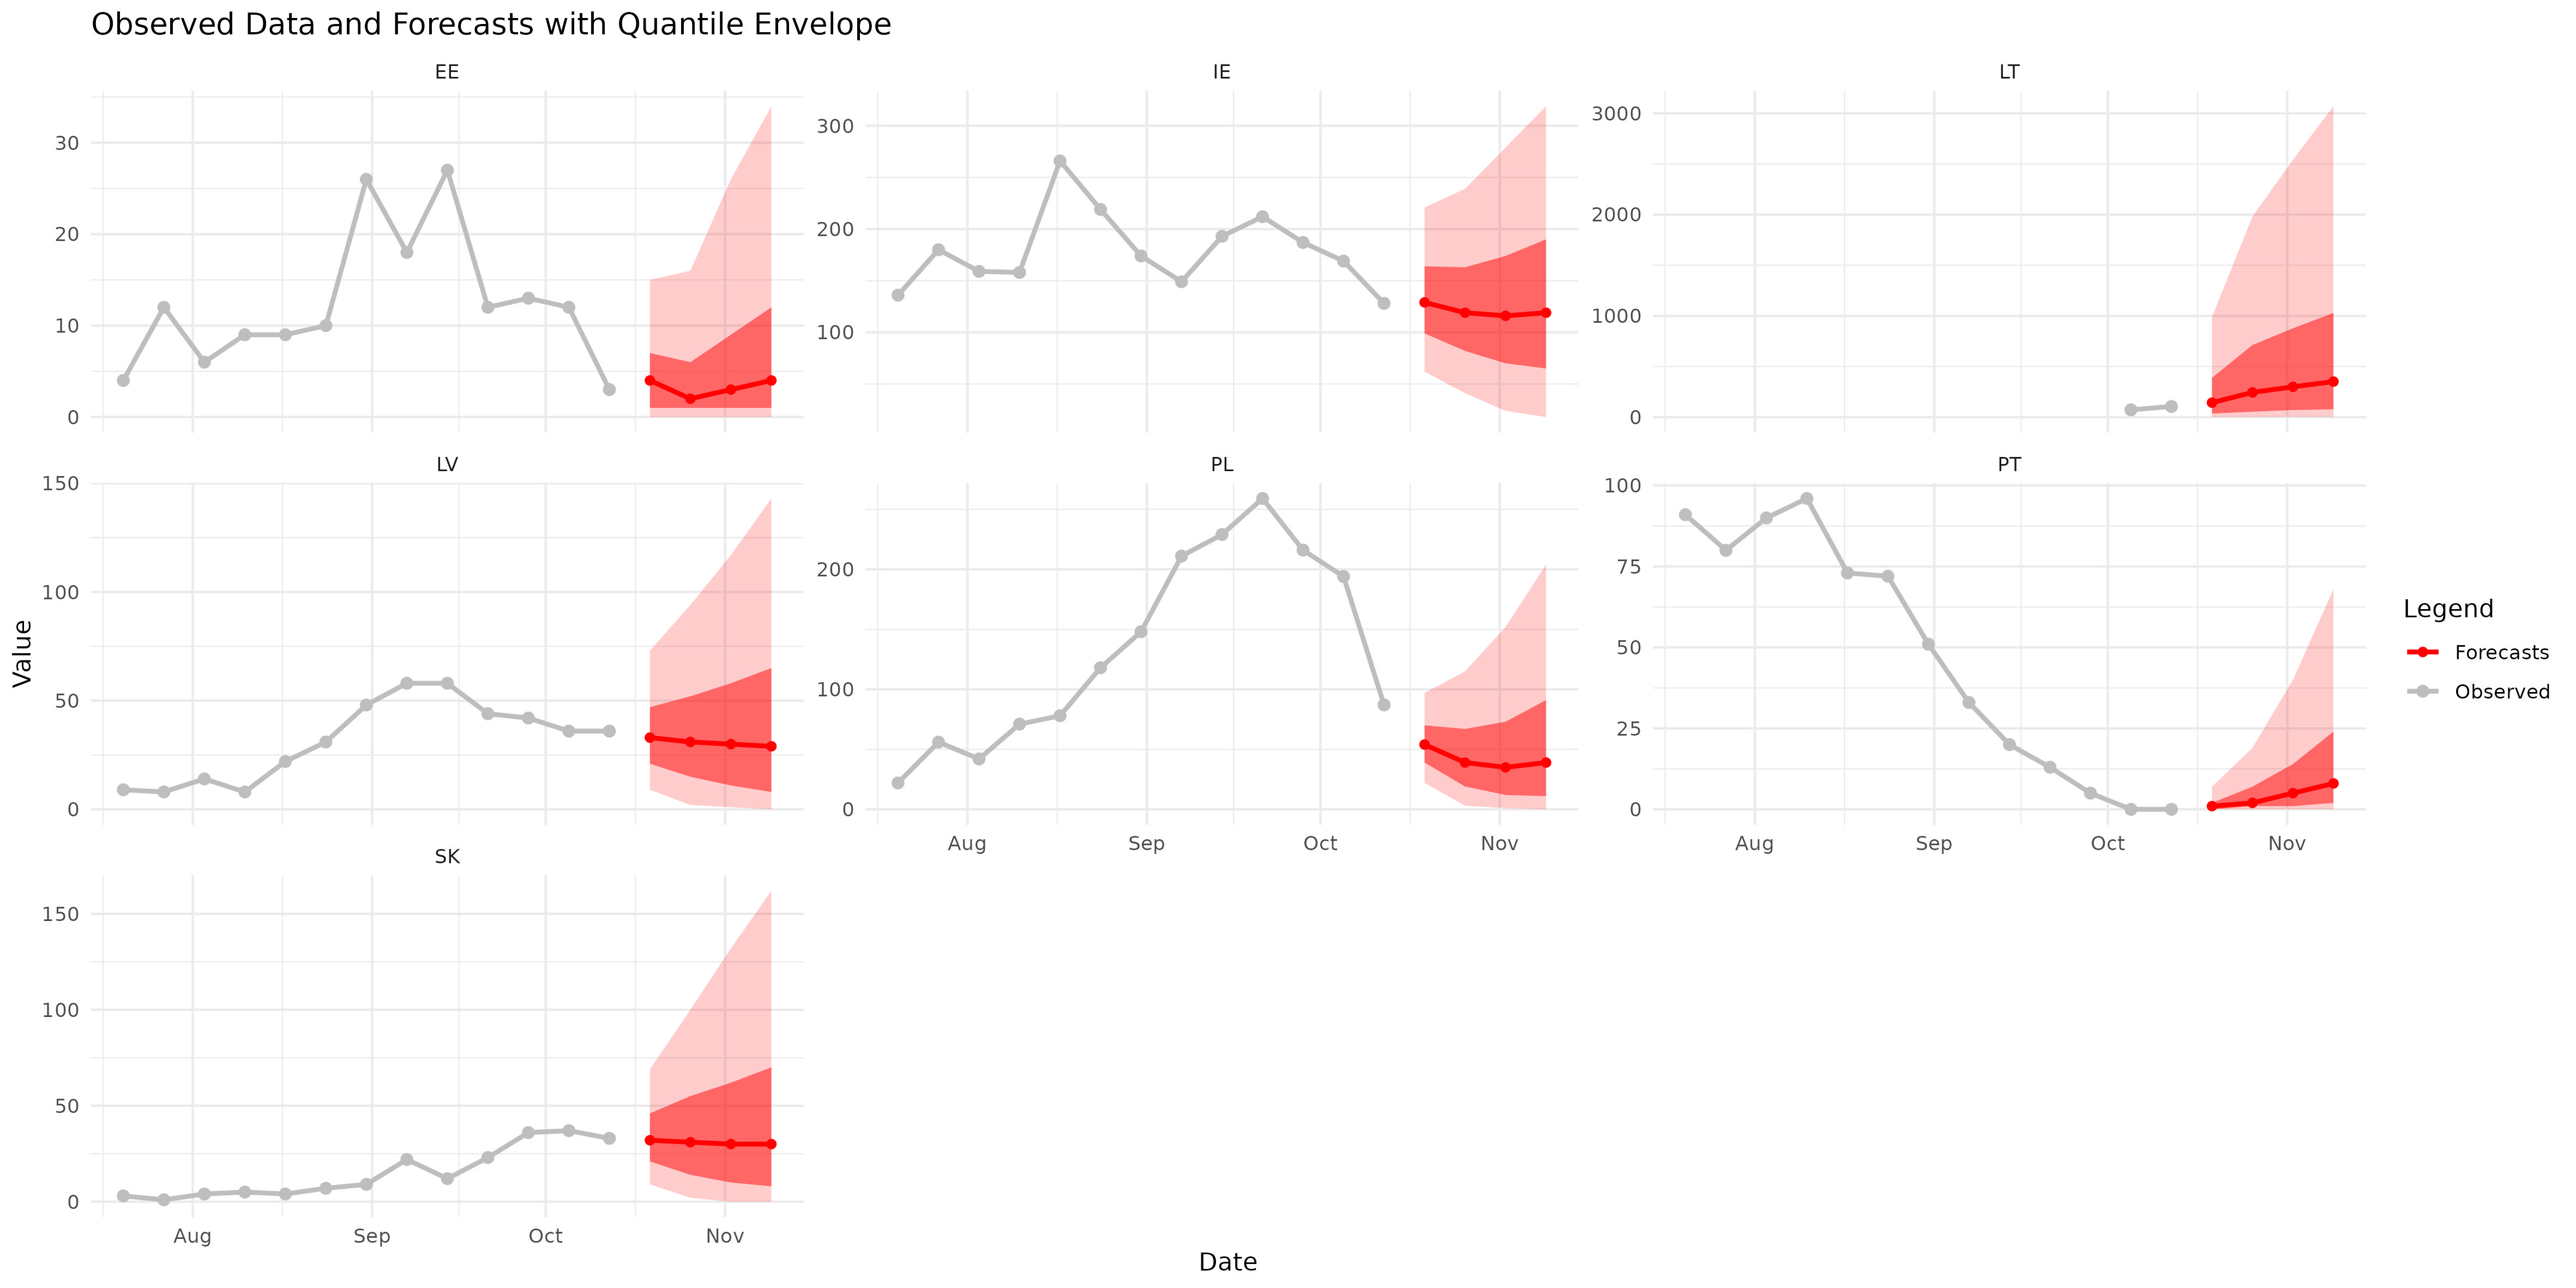 Observed Data and Forecasts with Quantile Envelope
EE
IE
LT
30
20
10
0
300
200
100
3000
2000
1000
0
LV
PL
PT
150
100
50
0
200
100
0
100
75
50
25
0
Aug
Sep
Oct
Nov
Aug
Sep
Oct
Nov
SK
150
100
50
0
Aug
Sep
Oct
Nov
Value
Date
Legend
Forecasts
Observed